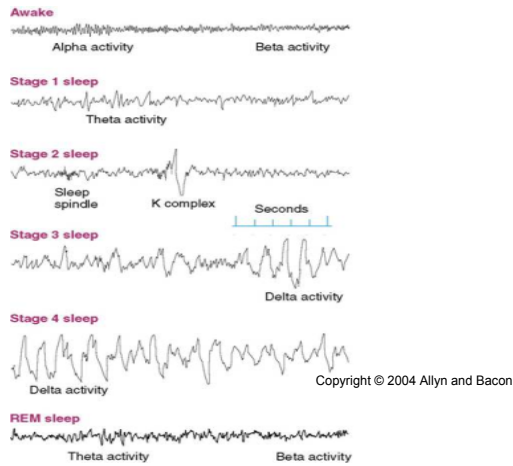 Awake
Alpha activity Beta activity
Stage 1 sleep
Theta activity
Stage 2 sleep
Sleep spindle K complex
Seconds
Stage 3 sleep
Delta activity
Stage 4 sleep
Delta activity
Copyright © 2004 Allyn and Bacon
REM sleep
Theta activity Beta activity